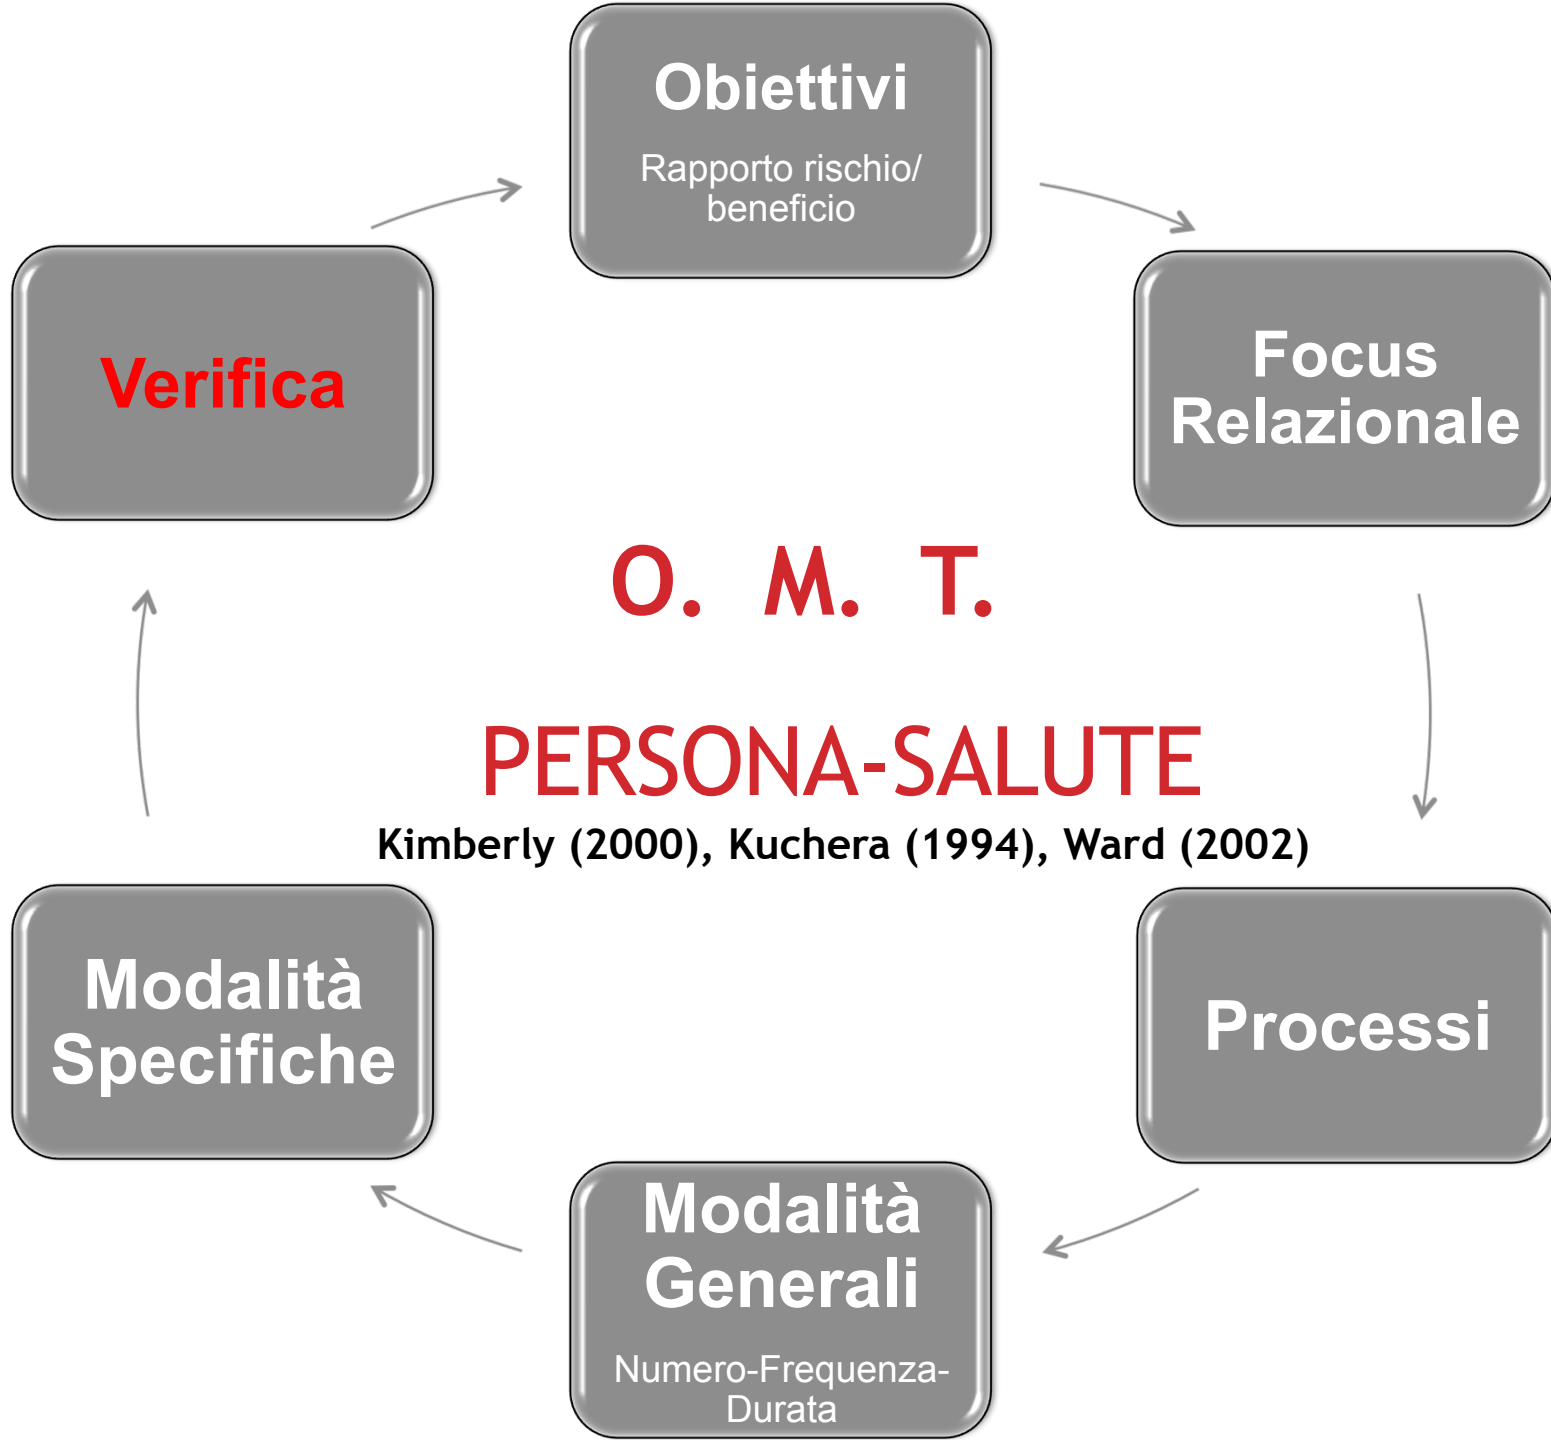 Obiettivi
Rapporto rischio/
beneficio
Focus
Relazionale
Processi
Modalità
Generali
Numero-Frequenza-
Durata
Modalità
Specifiche
Verifica
O. M. T.
PERSONA-SALUTE
Kimberly (2000), Kuchera (1994), Ward (2002)